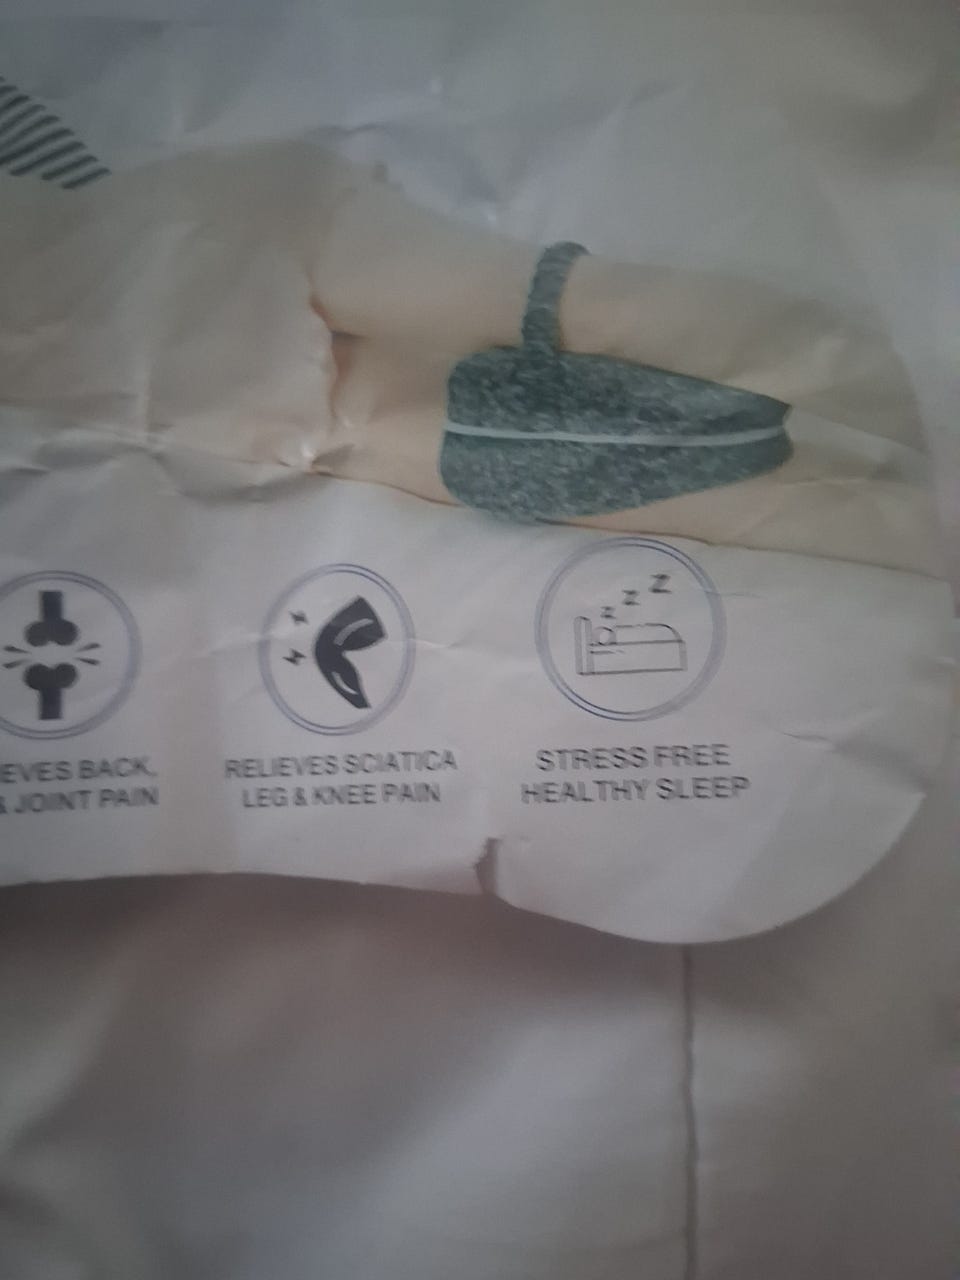 EVES BACK,
& JOINT PAIN
RELIEVES SCIATICA
LEG & KNEE PAIN
z z z
STRESS FREE
HEALTHY SLEEP